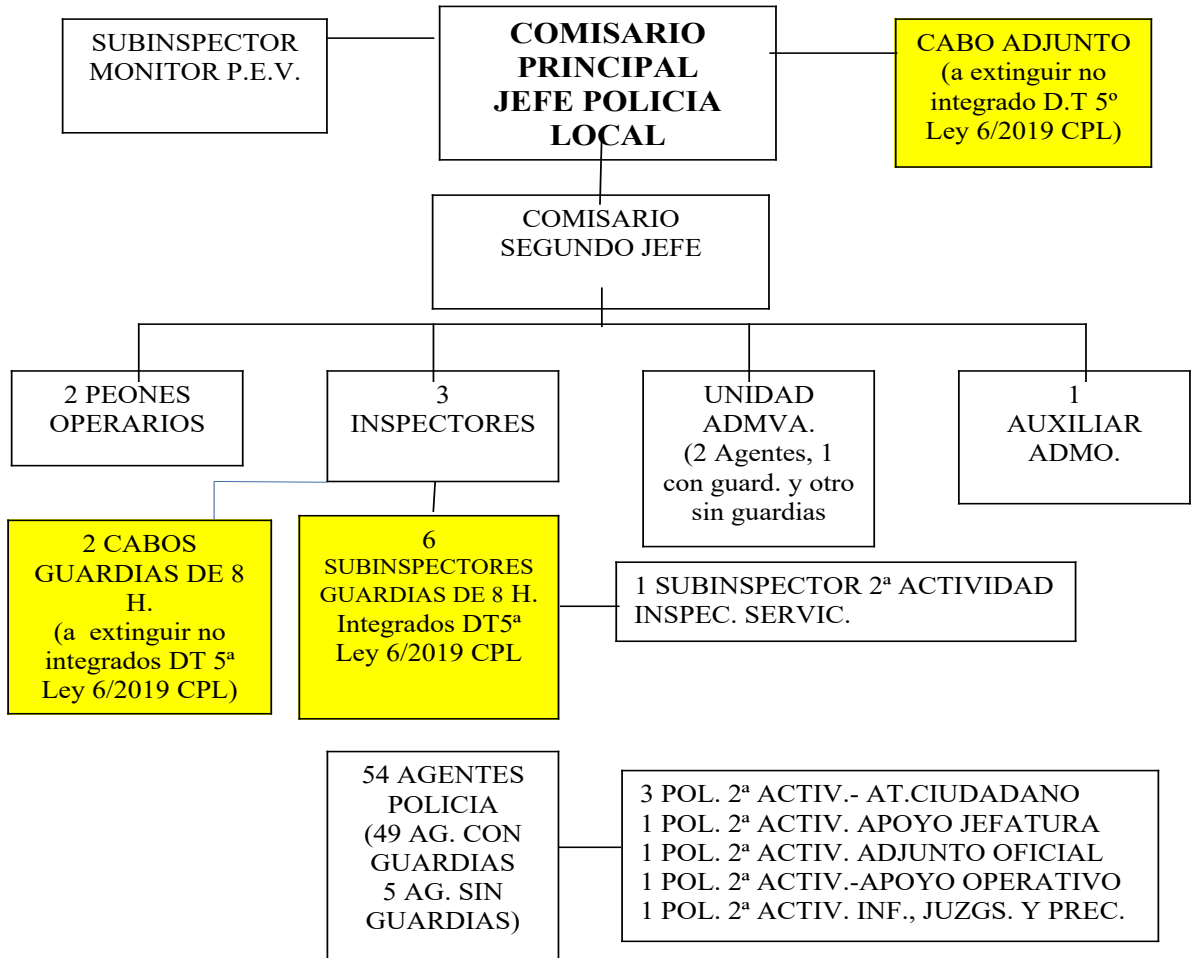 SUBINSPECTOR
MONITOR P.E.V.
COMISARIO
PRINCIPAL
JEFE POLICIA
LOCAL
CABO ADJUNTO
(a extinguir no
integrado D.T 5º
Ley 6/2019 CPL)
COMISARIO
SEGUNDO JEFE
2 PEONES
OPERARIOS
3
INSPECTORES
UNIDAD
ADMVA.
(2 Agentes, 1
con guard. y otro
sin guardias
1
AUXILIAR
ADMO.
2 CABOS
GUARDIAS DE 8
H.
(a extinguir no
integrados DT 5ª
Ley 6/2019 CPL)
6
SUBINSPECTORES
GUARDIAS DE 8 H.
Integrados DT5ª
Ley 6/2019 CPL
1 SUBINSPECTOR 2ª ACTIVIDAD
INSPEC. SERVIC.
54 AGENTES
POLICIA
(49 AG. CON
GUARDIAS
5 AG. SIN
GUARDIAS)
3 POL. 2ª ACTIV.- AT.CIUDADANO
1 POL. 2ª ACTIV. APOYO JEFATURA
1 POL. 2ª ACTIV. ADJUNTO OFICIAL
1 POL. 2ª ACTIV.-APOYO OPERATIVO
1 POL. 2ª ACTIV. INF., JUZGS. Y PREC.